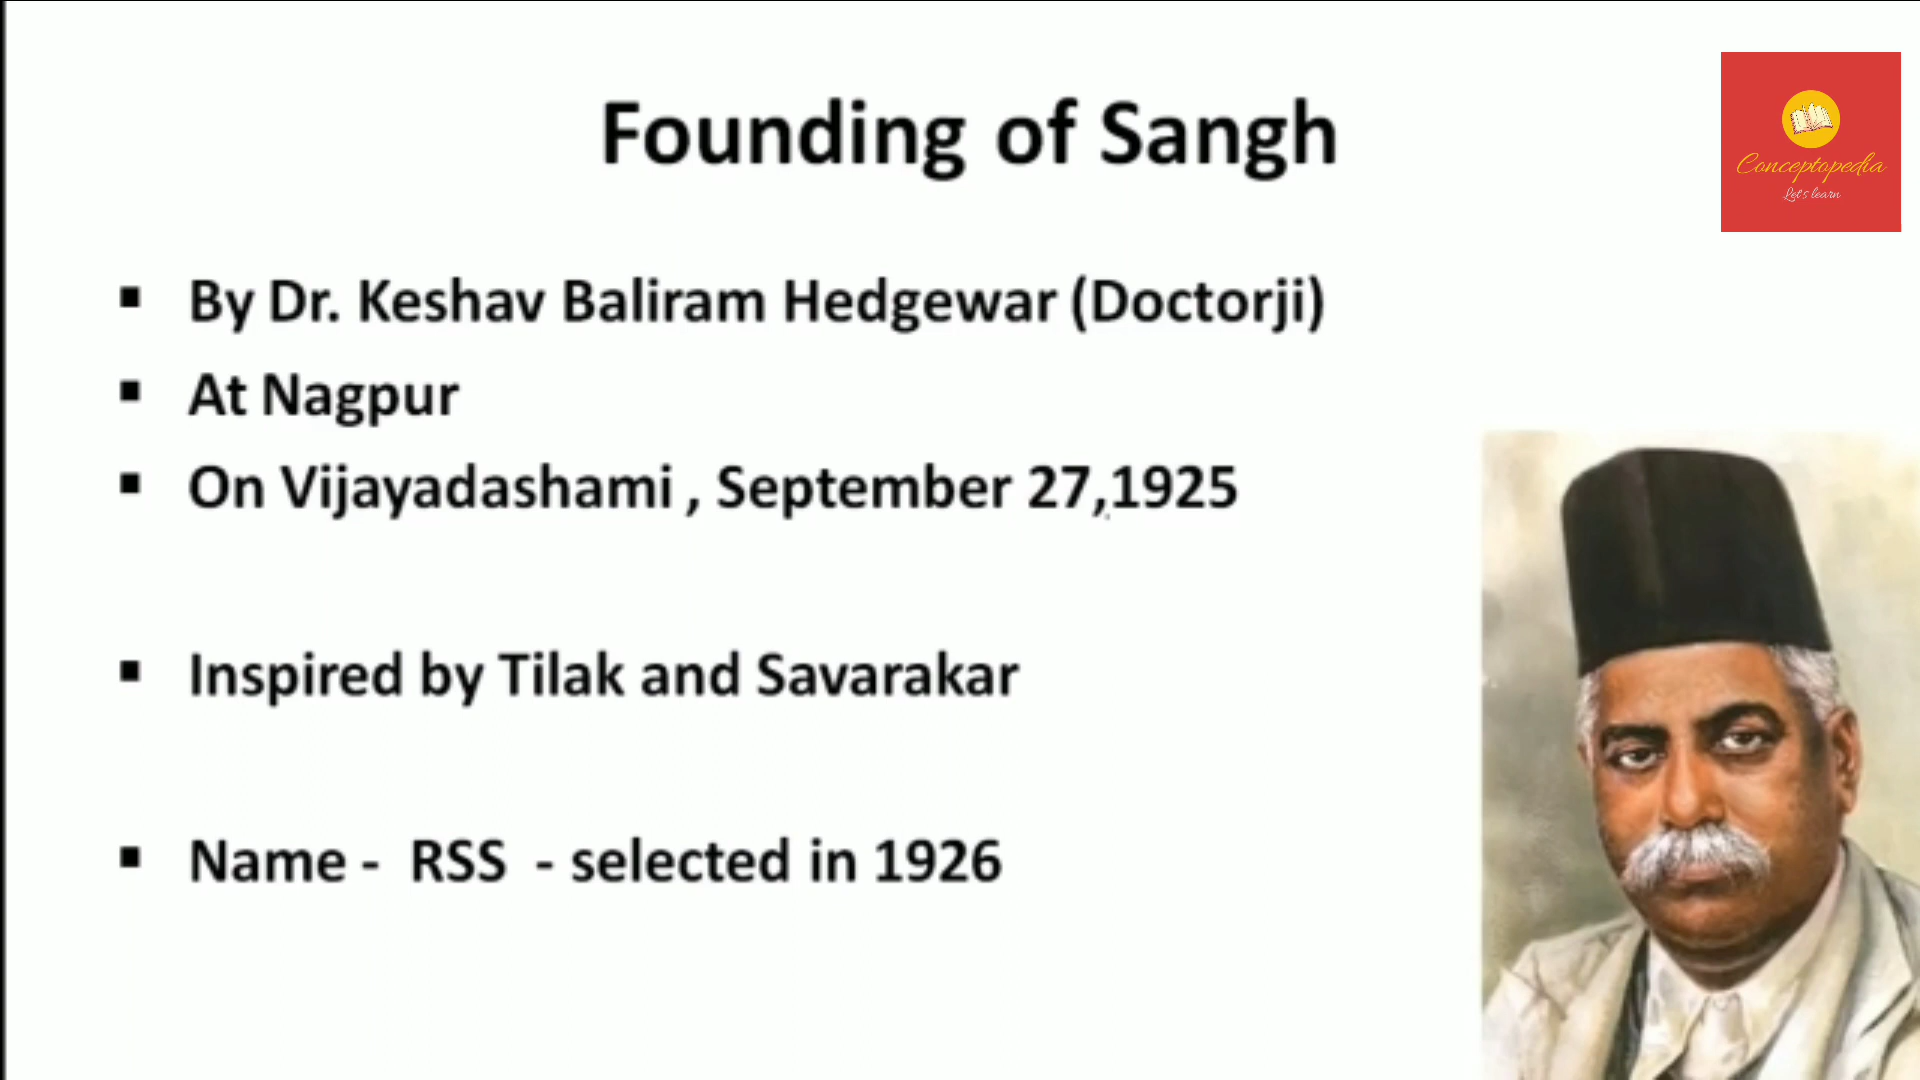 Founding of Sangh
Conceptopedia
Let's learn
▪ By Dr. Keshav Baliram Hedgewar (Doctorji)
▪ At Nagpur
▪ On Vijayadashami , September 27,1925
▪ Inspired by Tilak and Savarakar
▪ Name - RSS - selected in 1926